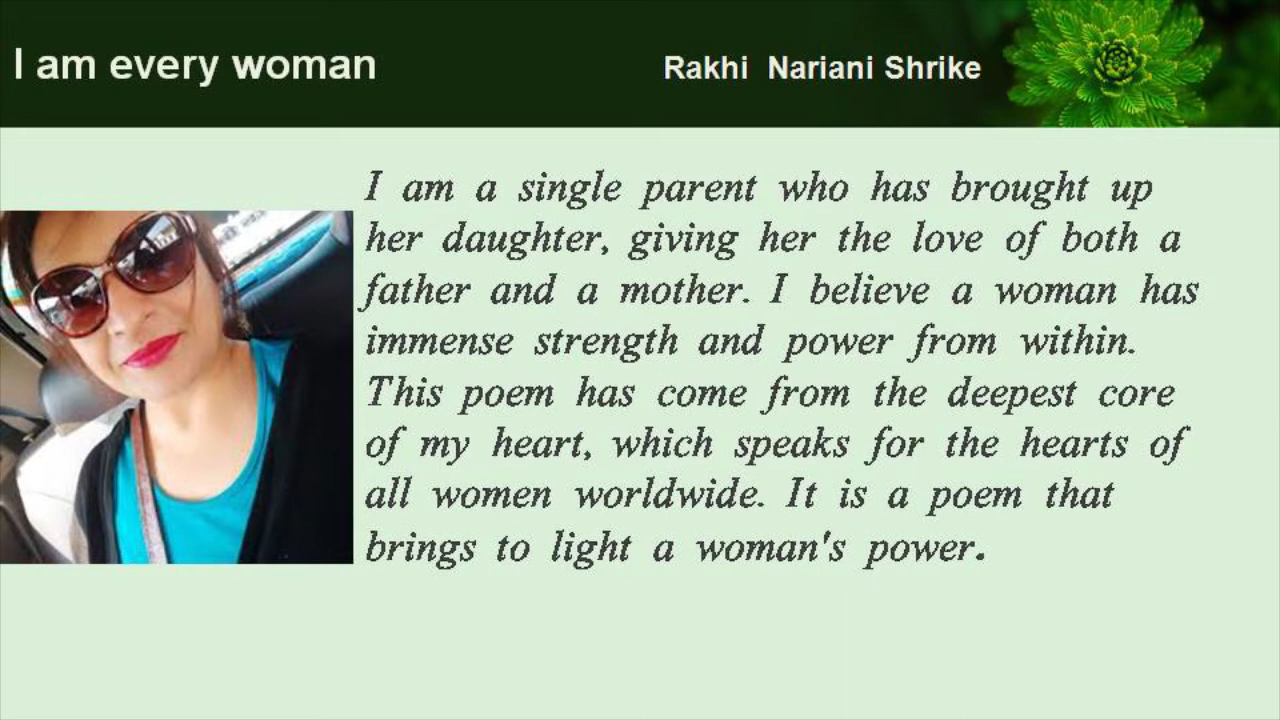 I am every woman
Rakhi Nariani Shrike
I am a single parent who has brought up
her daughter, giving her the love of both a
father and a mother. I believe a woman has
immense strength and power from within.
This poem has come from the deepest core
of my heart, which speaks for the hearts of
all women worldwide. It is a poem that
brings to light a woman's power.